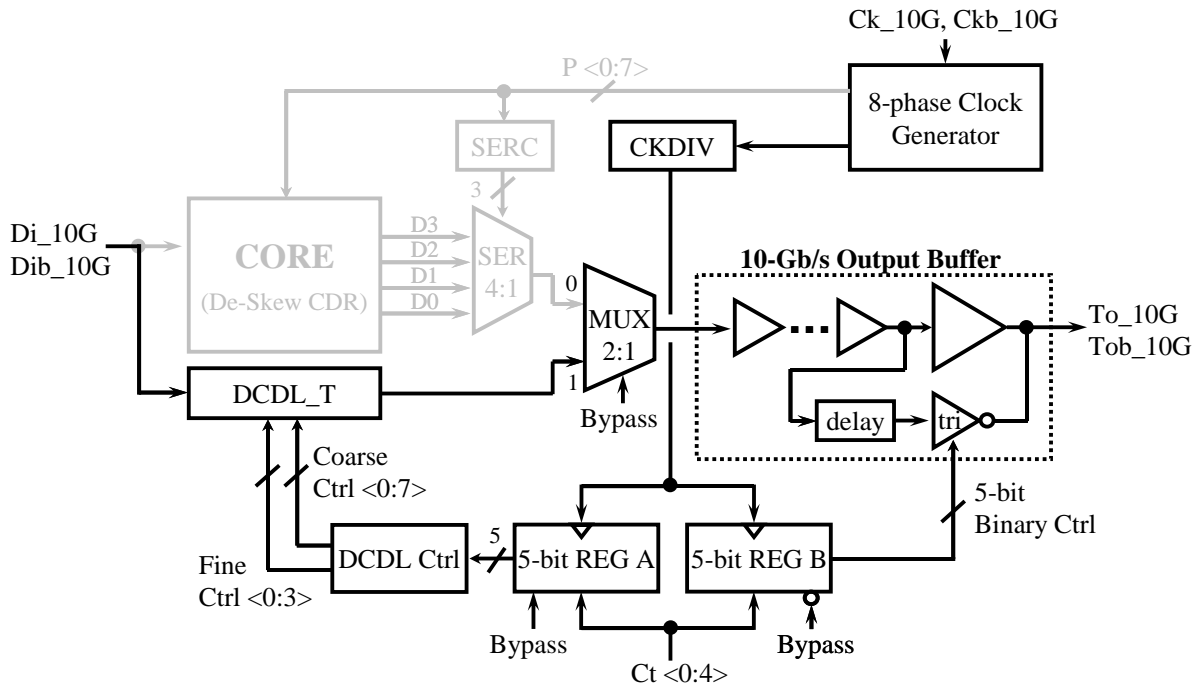 Ck_10G, Ckb_10G
P <0:7>
8-phase Clock
Generator
SERC
CKDIV
3
Di_10G
Dib_10G
CORE
(De-Skew CDR)
D3
D2
D1
D0
SER
4:1
0
MUX
2:1
1
Bypass
10-Gb/s Output Buffer
To_10G
Tob_10G
delay
tri
DCDL_T
Coarse
Ctrl <0:7>
5-bit
Binary Ctrl
Fine
Ctrl <0:3>
DCDL Ctrl
5
5-bit REG A
5-bit REG B
Bypass
Bypass
Ct <0:4>